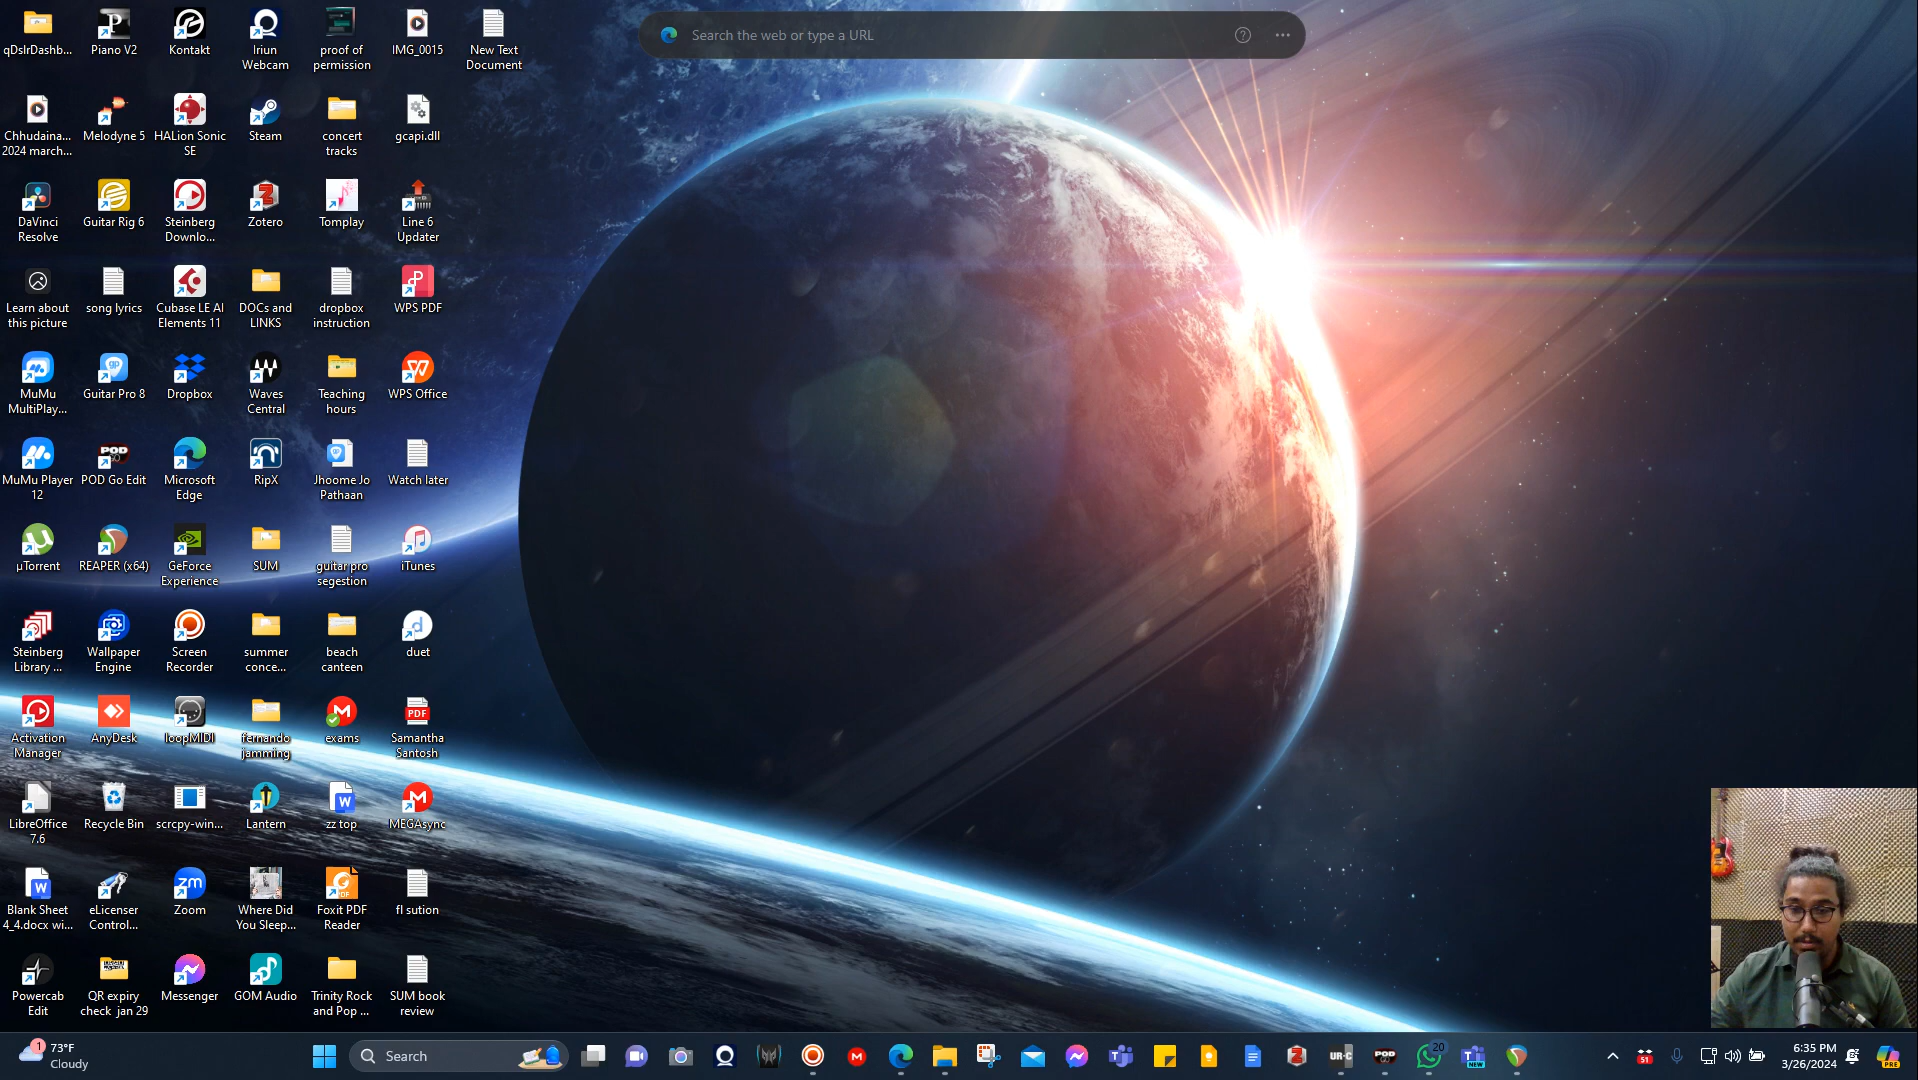 Search the web or type a URL
qDslrDashb...
Piano V2
Kontakt
Iriun
Webcam
proof of
permission
IMG_0015
New Text
Document
Chhudaina...
2024 march...
Melodyne 5
HALion Sonic
SE
Steam
concert
tracks
gcapi.dll
DaVinci
Resolve
Guitar Rig 6
Steinberg
Downlo...
Zotero
Tomplay
Line 6
Updater
Learn about
this picture
song lyrics
Cubase LE AI
Elements 11
DOCs and
LINKS
dropbox
instruction
WPS PDF
MuMu
MultiPlay...
Guitar Pro 8
Dropbox
Waves
Central
Teaching
hours
WPS Office
MuMu Player
12
POD Go Edit
Microsoft
Edge
RipX
Jhoome Jo
Pathaan
Watch later
µTorrent
REAPER (x64)
GeForce
Experience
SUM
guitar pro
segestion
iTunes
Steinberg
Library ...
Wallpaper
Engine
Screen
Recorder
summer
conce...
beach
canteen
duet
Activation
Manager
AnyDesk
loopMIDI
fernando
jamming
exams
Samantha
Santosh
LibreOffice
7.6
Recycle Bin
scrcpy-win...
Lantern
zz top
MEGAsync
Blank Sheet
4_4.docx wi...
eLicenser
Control...
Zoom
Where Did
You Sleep...
Foxit PDF
Reader
fl sution
Powercab
Edit
QR expiry
check jan 29
Messenger
GOM Audio
Trinity Rock
and Pop ...
SUM book
review
1
73°F
Cloudy
Search
UR-C
POD
20
NEW
51
6:35 PM
3/26/2024
PRE